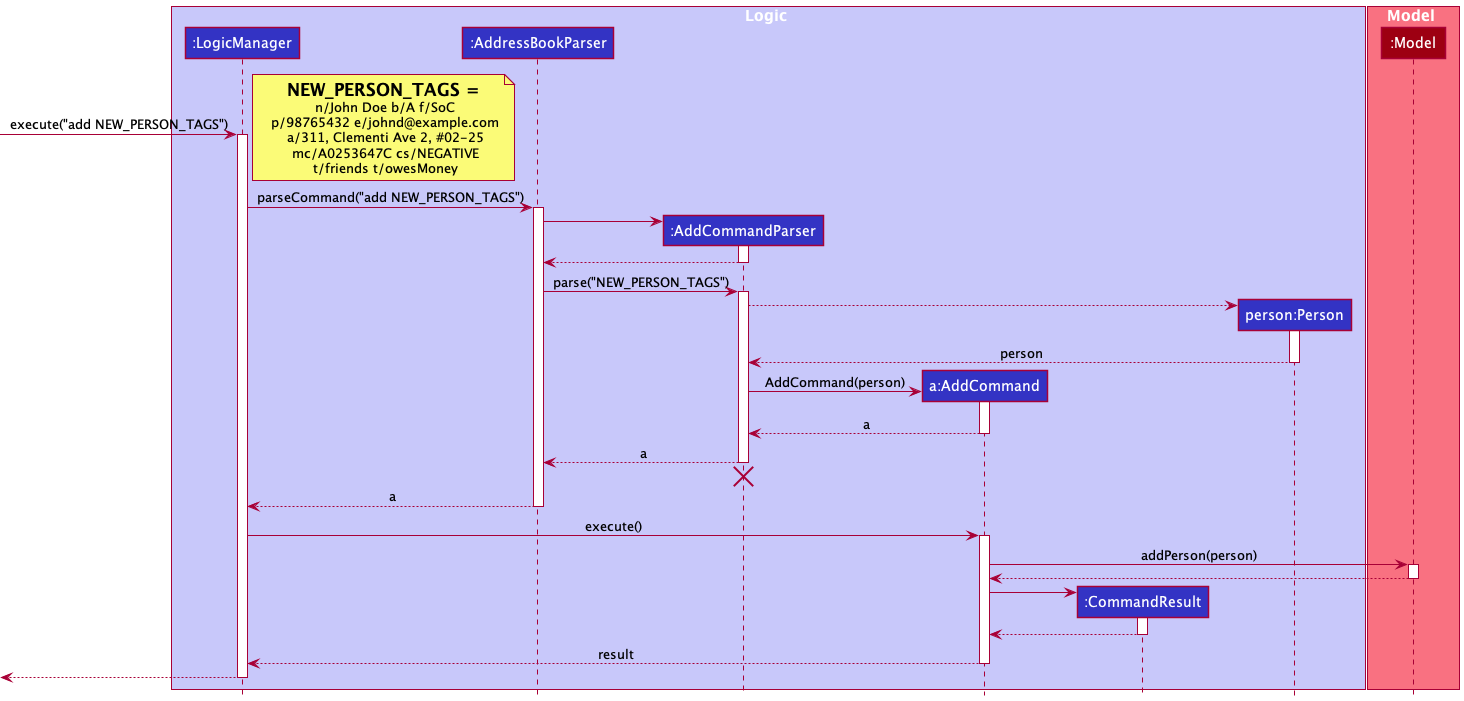 Logic
Model
:LogicManager
:AddressBookParser
:Model
NEW_PERSON_TAGS =
n/John Doe b/A f/SoC
p/98765432 e/johnd@example.com
a/311, Clementi Ave 2, #02-25
mc/A0253647C cs/NEGATIVE
t/friends t/owesMoney
execute("add NEW_PERSON_TAGS")
parseCommand("add NEW_PERSON_TAGS")
:AddCommandParser
parse("NEW_PERSON_TAGS")
person:Person
person
AddCommand(person)
a:AddCommand
a
a
a
execute()
addPerson(person)
:CommandResult
result